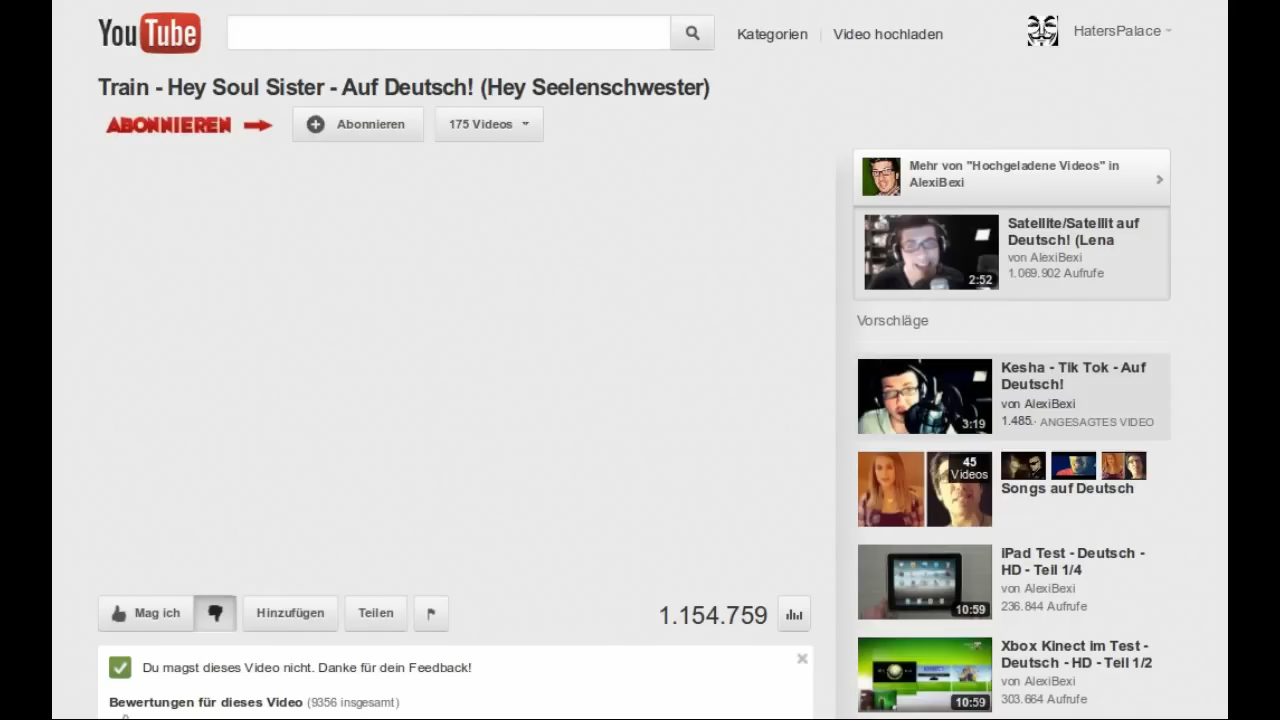 YouTube
Kategorien
Video hochladen
HatersPalace
Train - Hey Soul Sister - Auf Deutsch! (Hey Seelenschwester)
ABONNIEREN
Abonnieren
175 Videos
Mehr von "Hochgeladene Videos" in
AlexiBexi
Satellite/Satellit auf
Deutsch! (Lena
von AlexiBexi
1.069.902 Aufrufe
2:52
Vorschläge
Kesha - Tik Tok - Auf
Deutsch!
von AlexiBexi
1.485. ANGESAGTES VIDEO
3:19
45
Videos
Songs auf Deutsch
iPad Test - Deutsch -
HD - Teil 1/4
von AlexiBexi
236.844 Aufrufe
10:59
Xbox Kinect im Test -
Deutsch - HD - Teil 1/2
von AlexiBexi
303.664 Aufrufe
10:59
Mag ich
Hinzufügen
Teilen
1.154.759
Du magst dieses Video nicht. Danke für dein Feedback!
Bewertungen für dieses Video (9356 insgesamt)